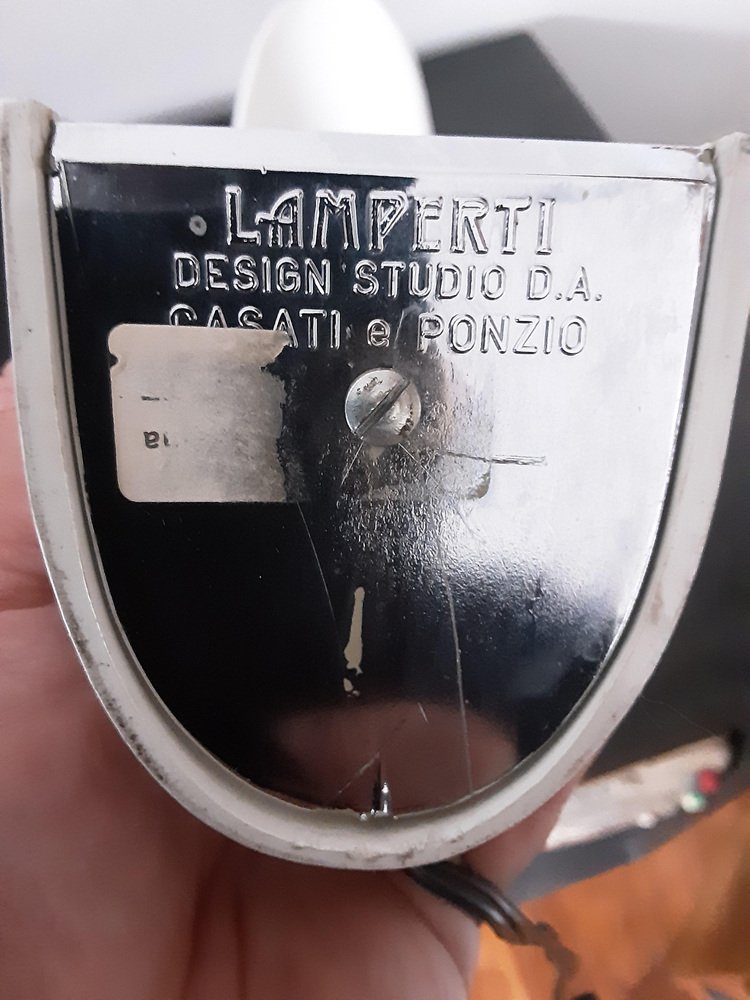 LAMPERTI
DESIGN STUDIO D.A.
CASATI e PONZIO